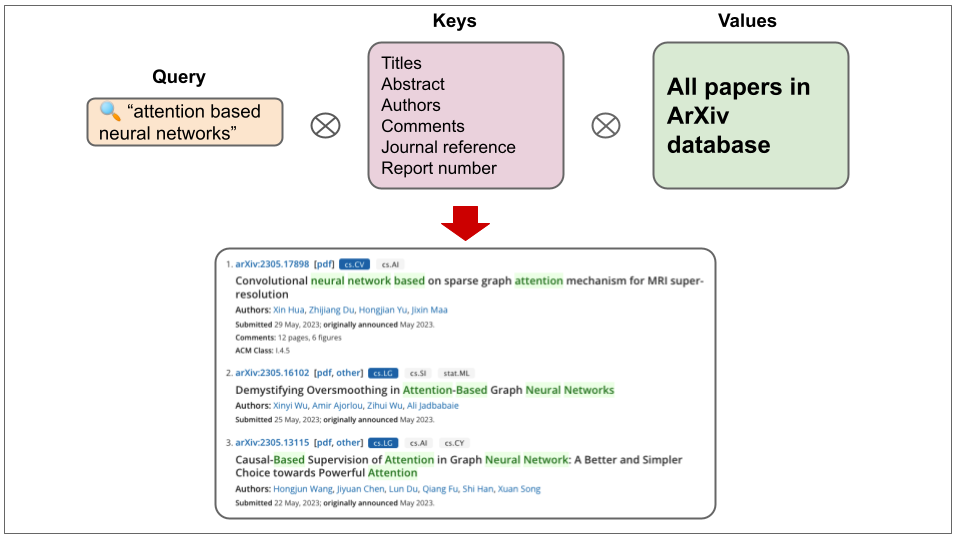 Keys
Values
Query
“attention based
neural networks”
Titles
Abstract
Authors
Comments
Journal reference
Report number
All papers in
ArXiv
database
1. arXiv:2305.17898 [pdf] cs.CV cs.AI
Convolutional neural network based on sparse graph attention mechanism for MRI super-
resolution
Authors: Xin Hua, Zhijiang Du, Hongjian Yu, Jixin Maa
Submitted 29 May, 2023; originally announced May 2023.
Comments: 12 pages, 6 figures
ACM Class: I.4.5
2. arXiv:2305.16102 [pdf, other] cs.LG cs.SI stat.ML
Demystifying Oversmoothing in Attention-Based Graph Neural Networks
Authors: Xinyi Wu, Amir Ajorlou, Zihui Wu, Ali Jadbabaie
Submitted 25 May, 2023; originally announced May 2023.
3. arXiv:2305.13115 [pdf, other] cs.LG cs.AI cs.CY
Causal-Based Supervision of Attention in Graph Neural Network: A Better and Simpler
Choice towards Powerful Attention
Authors: Hongjun Wang, Jiyuan Chen, Lun Du, Qiang Fu, Shi Han, Xuan Song
Submitted 22 May, 2023; originally announced May 2023.